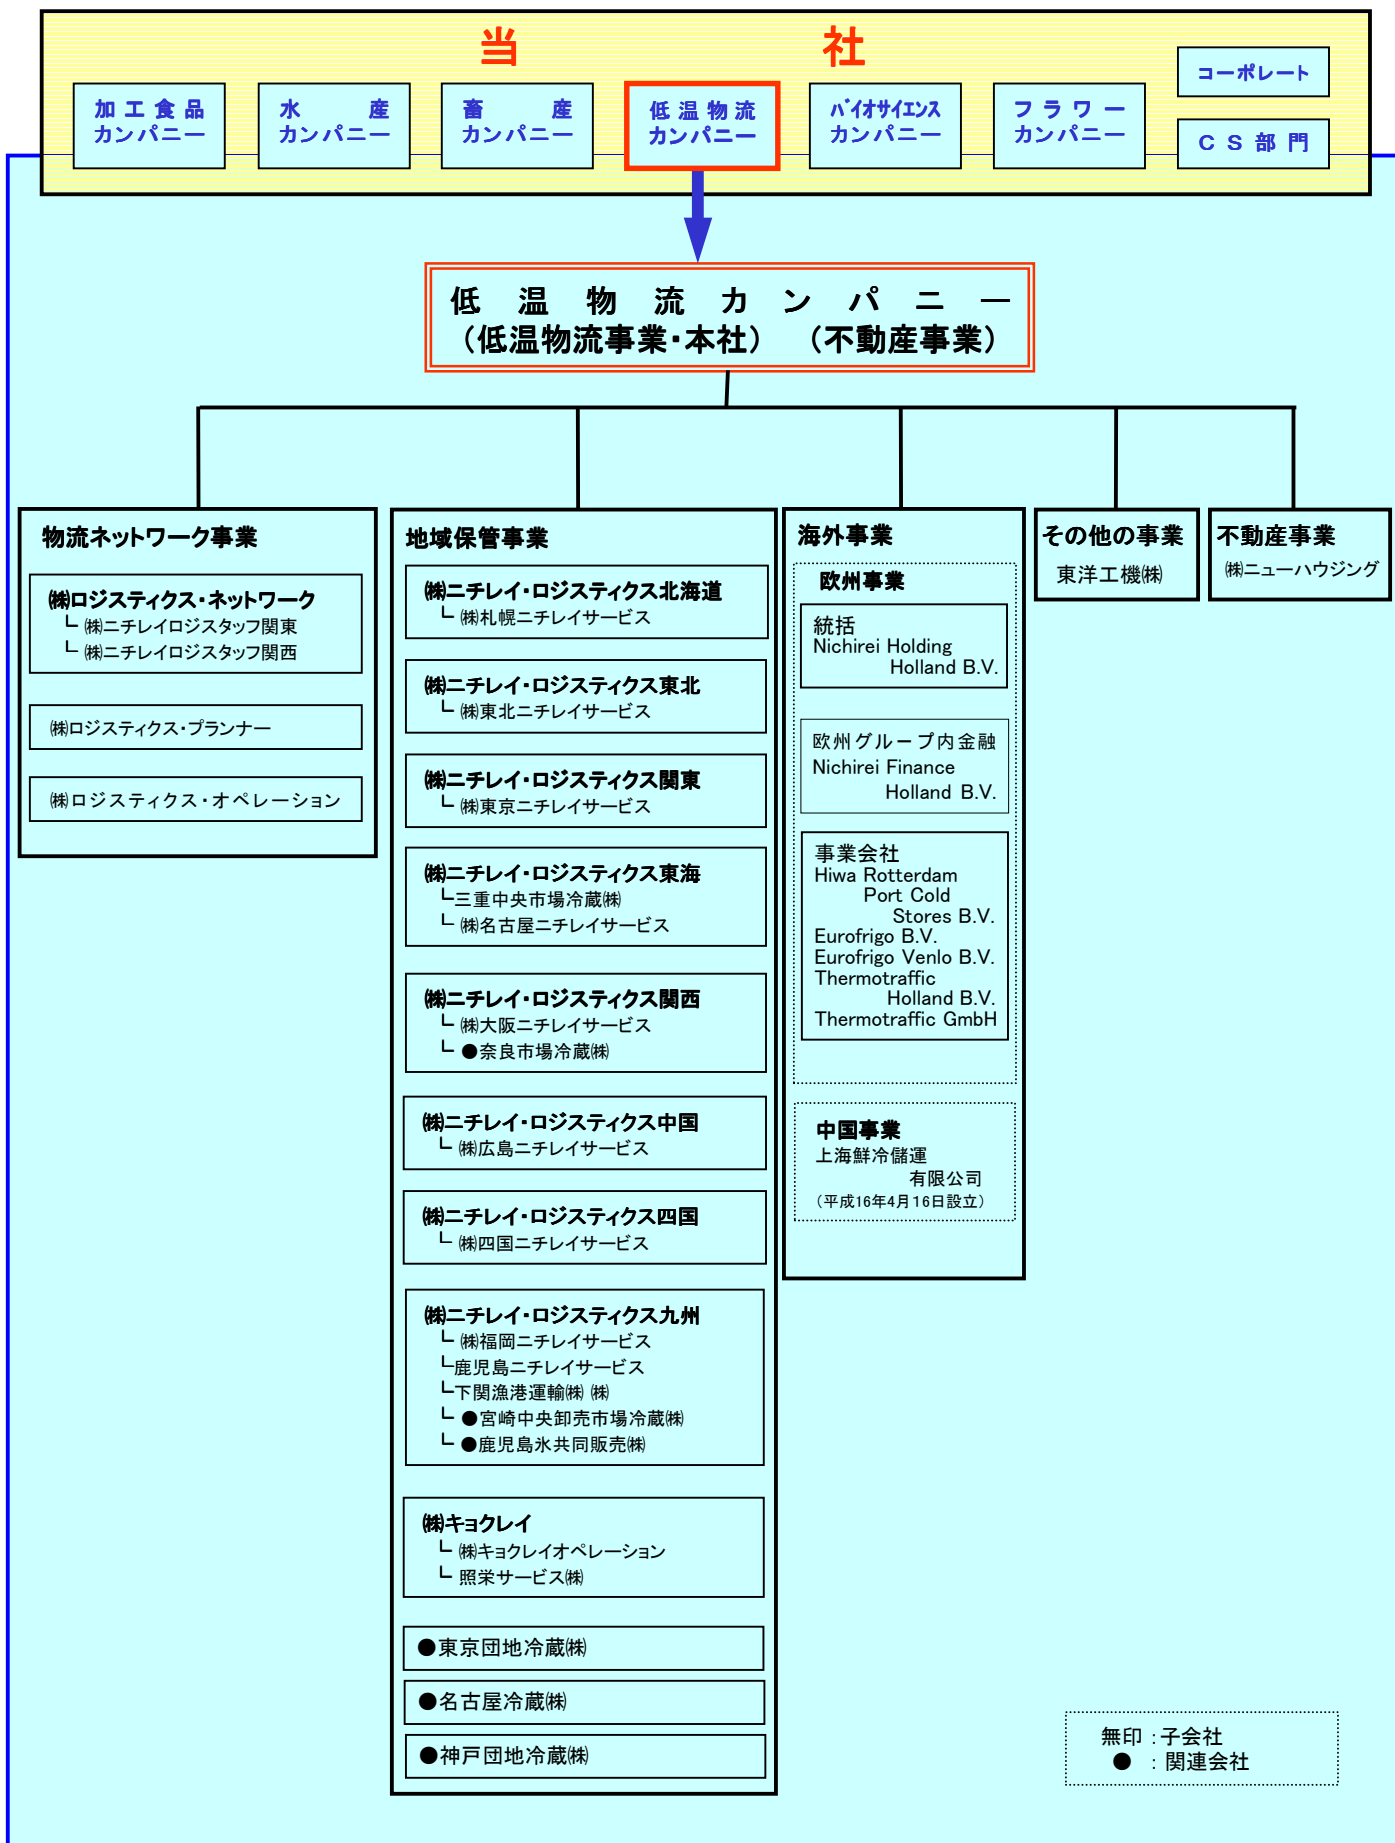 当社
コーポレート
加工食品
カンパニー
水産
カンパニー
畜産
カンパニー
低温物流
カンパニー
バイオサイエンス
カンパニー
フラワー
カンパニー
ＣＳ部門
低温物流カンパニー
（低温物流事業・本社）　（不動産事業）
物流ネットワーク事業
㈱ロジスティクス・ネットワーク
└ ㈱ニチレイロジスタッフ関東
└ ㈱ニチレイロジスタッフ関西
㈱ロジスティクス・プランナー
㈱ロジスティクス・オペレーション
地域保管事業
㈱ニチレイ・ロジスティクス北海道
└ ㈱札幌ニチレイサービス
㈱ニチレイ・ロジスティクス東北
└ ㈱東北ニチレイサービス
㈱ニチレイ・ロジスティクス関東
└ ㈱東京ニチレイサービス
㈱ニチレイ・ロジスティクス東海
└三重中央市場冷蔵㈱
└ ㈱名古屋ニチレイサービス
㈱ニチレイ・ロジスティクス関西
└ ㈱大阪ニチレイサービス
└ ●奈良市場冷蔵㈱
㈱ニチレイ・ロジスティクス中国
└ ㈱広島ニチレイサービス
㈱ニチレイ・ロジスティクス四国
└ ㈱四国ニチレイサービス
㈱ニチレイ・ロジスティクス九州
└ ㈱福岡ニチレイサービス
└鹿児島ニチレイサービス
└下関漁港運輸㈱ ㈱
└ ●宮崎中央卸売市場冷蔵㈱
└ ●鹿児島氷共同販売㈱
㈱キョクレイ
└ ㈱キョクレイオペレーション
└ 照栄サービス㈱
●東京団地冷蔵㈱
●名古屋冷蔵㈱
●神戸団地冷蔵㈱
海外事業
欧州事業
統括
Nichirei Holding
Holland B.V.
欧州グループ内金融
Nichirei Finance
Holland B.V.
事業会社
Hiwa Rotterdam
Port Cold
Stores B.V.
Eurofrigo B.V.
Eurofrigo Venlo B.V.
Thermotraffic
Holland B.V.
Thermotraffic GmbH
中国事業
上海鮮冷儲運
有限公司
（平成16年4月16日設立）
その他の事業
東洋工機㈱
不動産事業
㈱ニューハウジング
無印：子会社
●　：関連会社